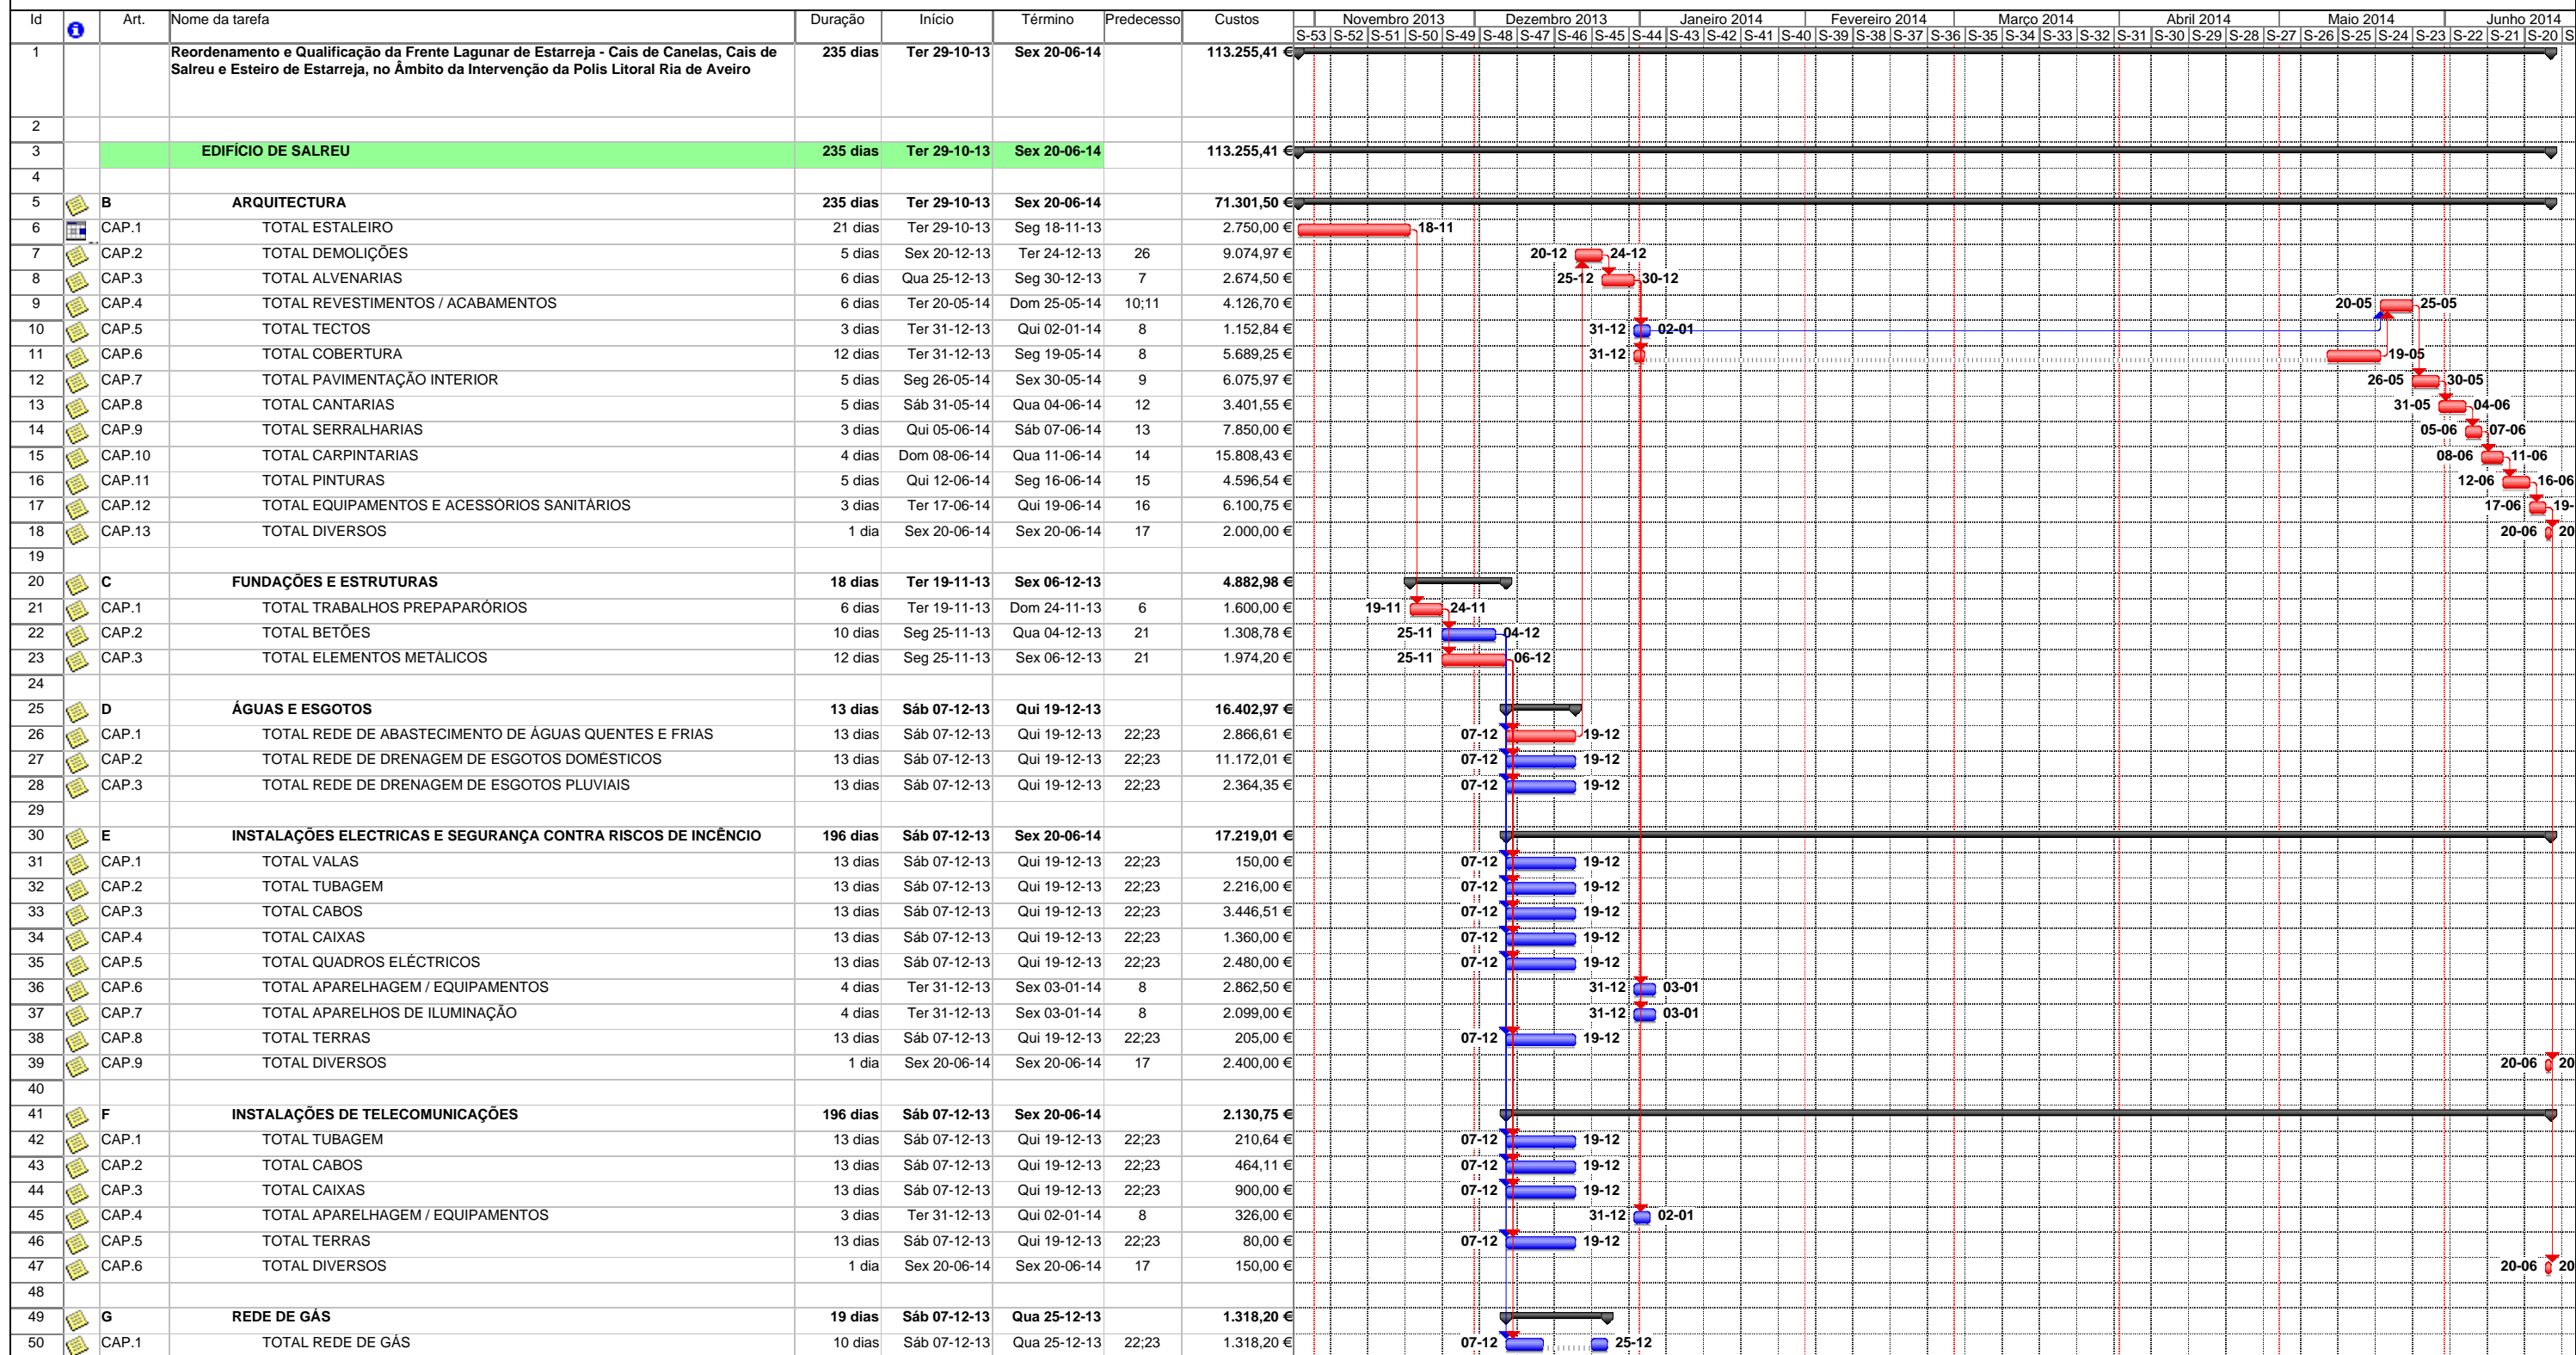 Id Art. Nome da tarefa Duração Início Término Predecesso Custos Novembro 2013 Dezembro 2013 Janeiro 2014 Fevereiro 2014 Março 2014 Abril 2014 Maio 2014 Junho 2014
S-53 S-52 S-51 S-50 S-49 S-48 S-47 S-46 S-45 S-44 S-43 S-42 S-41 S-40 S-39 S-38 S-37 S-36 S-35 S-34 S-33 S-32 S-31 S-30 S-29 S-28 S-27 S-26 S-25 S-24 S-23 S-22 S-21 S-20 S
1 Reordenamento e Qualificação da Frente Lagunar de Estarreja - Cais de Canelas, Cais de 235 dias Ter 29-10-13 Sex 20-06-14 113.255,41 €
Salreu e Esteiro de Estarreja, no Âmbito da Intervenção da Polis Litoral Ria de Aveiro
2
3 EDIFÍCIO DE SALREU 235 dias Ter 29-10-13 Sex 20-06-14 113.255,41 €
4
5 B ARQUITECTURA 235 dias Ter 29-10-13 Sex 20-06-14 71.301,50 €
6 CAP.1 TOTAL ESTALEIRO 21 dias Ter 29-10-13 Seg 18-11-13 2.750,00 € 18-11
7 CAP.2 TOTAL DEMOLIÇÕES 5 dias Sex 20-12-13 Ter 24-12-13 26 9.074,97 € 20-12 24-12
8 CAP.3 TOTAL ALVENARIAS 6 dias Qua 25-12-13 Seg 30-12-13 7 2.674,50 € 25-12 30-12
9 CAP.4 TOTAL REVESTIMENTOS / ACABAMENTOS 6 dias Ter 20-05-14 Dom 25-05-14 10;11 4.126,70 € 20-05 25-05
10 CAP.5 TOTAL TECTOS 3 dias Ter 31-12-13 Qui 02-01-14 8 1.152,84 € 31-12 02-01
11 CAP.6 TOTAL COBERTURA 12 dias Ter 31-12-13 Seg 19-05-14 8 5.689,25 € 31-12 19-05
12 CAP.7 TOTAL PAVIMENTAÇÃO INTERIOR 5 dias Seg 26-05-14 Sex 30-05-14 9 6.075,97 € 26-05 30-05
13 CAP.8 TOTAL CANTARIAS 5 dias Sáb 31-05-14 Qua 04-06-14 12 3.401,55 € 31-05 04-06
14 CAP.9 TOTAL SERRALHARIAS 3 dias Qui 05-06-14 Sáb 07-06-14 13 7.850,00 € 05-06 07-06
15 CAP.10 TOTAL CARPINTARIAS 4 dias Dom 08-06-14 Qua 11-06-14 14 15.808,43 € 08-06 11-06
16 CAP.11 TOTAL PINTURAS 5 dias Qui 12-06-14 Seg 16-06-14 15 4.596,54 € 12-06 16-06
17 CAP.12 TOTAL EQUIPAMENTOS E ACESSÓRIOS SANITÁRIOS 3 dias Ter 17-06-14 Qui 19-06-14 16 6.100,75 € 17-06 19-
18 CAP.13 TOTAL DIVERSOS 1 dia Sex 20-06-14 Sex 20-06-14 17 2.000,00 € 20-06 20
19
20 C FUNDAÇÕES E ESTRUTURAS 18 dias Ter 19-11-13 Sex 06-12-13 4.882,98 €
21 CAP.1 TOTAL TRABALHOS PREPAPARÓRIOS 6 dias Ter 19-11-13 Dom 24-11-13 6 1.600,00 € 19-11 24-11
22 CAP.2 TOTAL BETÕES 10 dias Seg 25-11-13 Qua 04-12-13 21 1.308,78 € 25-11 04-12
23 CAP.3 TOTAL ELEMENTOS METÁLICOS 12 dias Seg 25-11-13 Sex 06-12-13 21 1.974,20 € 25-11 06-12
24
25 D ÁGUAS E ESGOTOS 13 dias Sáb 07-12-13 Qui 19-12-13 16.402,97 €
26 CAP.1 TOTAL REDE DE ABASTECIMENTO DE ÁGUAS QUENTES E FRIAS 13 dias Sáb 07-12-13 Qui 19-12-13 22;23 2.866,61 € 07-12 19-12
27 CAP.2 TOTAL REDE DE DRENAGEM DE ESGOTOS DOMÉSTICOS 13 dias Sáb 07-12-13 Qui 19-12-13 22;23 11.172,01 € 07-12 19-12
28 CAP.3 TOTAL REDE DE DRENAGEM DE ESGOTOS PLUVIAIS 13 dias Sáb 07-12-13 Qui 19-12-13 22;23 2.364,35 € 07-12 19-12
29
30 E INSTALAÇÕES ELECTRICAS E SEGURANÇA CONTRA RISCOS DE INCÊNCIO 196 dias Sáb 07-12-13 Sex 20-06-14 17.219,01 €
31 CAP.1 TOTAL VALAS 13 dias Sáb 07-12-13 Qui 19-12-13 22;23 150,00 € 07-12 19-12
32 CAP.2 TOTAL TUBAGEM 13 dias Sáb 07-12-13 Qui 19-12-13 22;23 2.216,00 € 07-12 19-12
33 CAP.3 TOTAL CABOS 13 dias Sáb 07-12-13 Qui 19-12-13 22;23 3.446,51 € 07-12 19-12
34 CAP.4 TOTAL CAIXAS 13 dias Sáb 07-12-13 Qui 19-12-13 22;23 1.360,00 € 07-12 19-12
35 CAP.5 TOTAL QUADROS ELÉCTRICOS 13 dias Sáb 07-12-13 Qui 19-12-13 22;23 2.480,00 € 07-12 19-12
36 CAP.6 TOTAL APARELHAGEM / EQUIPAMENTOS 4 dias Ter 31-12-13 Sex 03-01-14 8 2.862,50 € 31-12 03-01
37 CAP.7 TOTAL APARELHOS DE ILUMINAÇÃO 4 dias Ter 31-12-13 Sex 03-01-14 8 2.099,00 € 31-12 03-01
38 CAP.8 TOTAL TERRAS 13 dias Sáb 07-12-13 Qui 19-12-13 22;23 205,00 € 07-12 19-12
39 CAP.9 TOTAL DIVERSOS 1 dia Sex 20-06-14 Sex 20-06-14 17 2.400,00 € 20-06 20
40
41 F INSTALAÇÕES DE TELECOMUNICAÇÕES 196 dias Sáb 07-12-13 Sex 20-06-14 2.130,75 €
42 CAP.1 TOTAL TUBAGEM 13 dias Sáb 07-12-13 Qui 19-12-13 22;23 210,64 € 07-12 19-12
43 CAP.2 TOTAL CABOS 13 dias Sáb 07-12-13 Qui 19-12-13 22;23 464,11 € 07-12 19-12
44 CAP.3 TOTAL CAIXAS 13 dias Sáb 07-12-13 Qui 19-12-13 22;23 900,00 € 07-12 19-12
45 CAP.4 TOTAL APARELHAGEM / EQUIPAMENTOS 3 dias Ter 31-12-13 Qui 02-01-14 8 326,00 € 31-12 02-01
46 CAP.5 TOTAL TERRAS 13 dias Sáb 07-12-13 Qui 19-12-13 22;23 80,00 € 07-12 19-12
47 CAP.6 TOTAL DIVERSOS 1 dia Sex 20-06-14 Sex 20-06-14 17 150,00 € 20-06 20
48
49 G REDE DE GÁS 19 dias Sáb 07-12-13 Qua 25-12-13 1.318,20 €
50 CAP.1 TOTAL REDE DE GÁS 10 dias Sáb 07-12-13 Qua 25-12-13 22;23 1.318,20 € 07-12 25-12